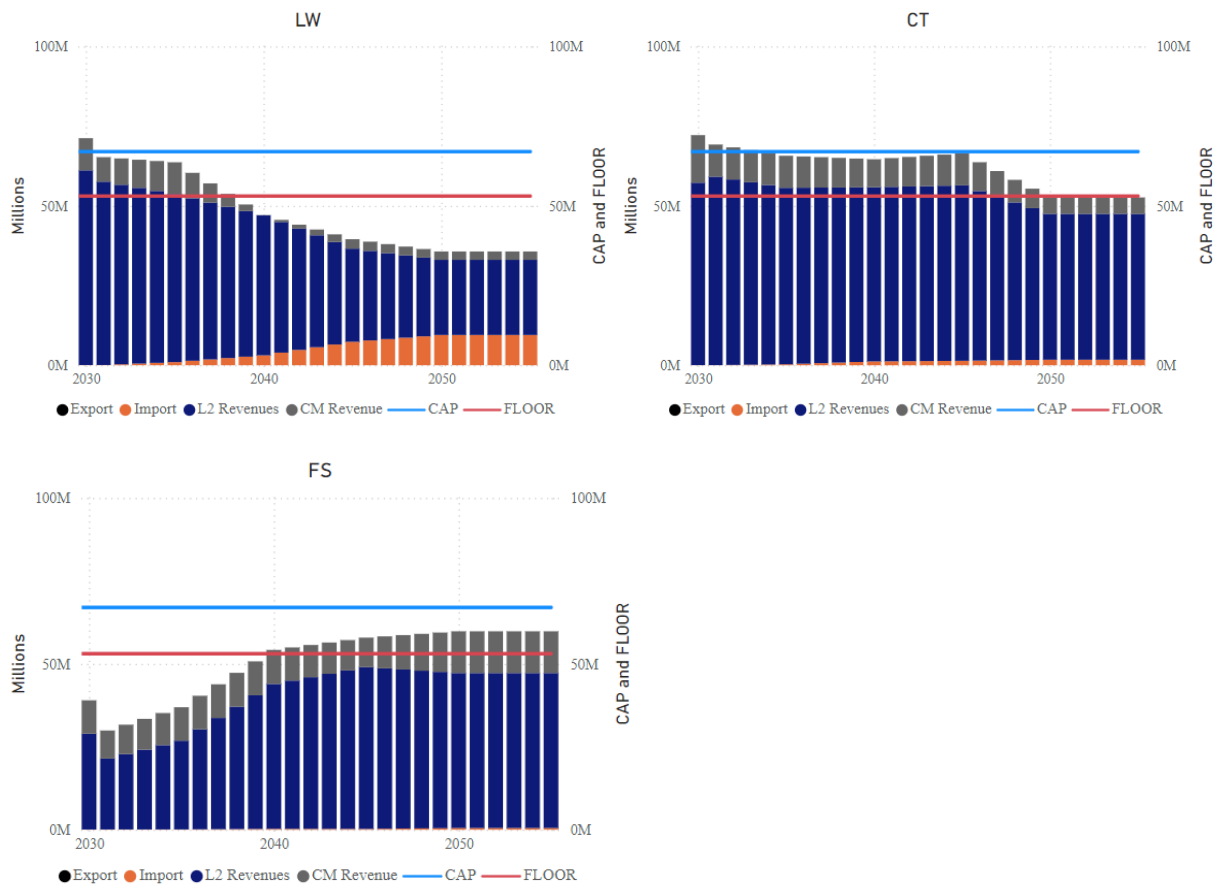 LW
100M
100M
Millions
50M
50M
CAP and FLOOR
0M
0M
2030
2040
2050
Export Import L2 Revenues CM Revenue CAP FLOOR
CT
100M
100M
Millions
50M
50M
CAP and FLOOR
0M
0M
2030
2040
2050
Export Import L2 Revenues CM Revenue CAP FLOOR
FS
100M
100M
Millions
50M
50M
CAP and FLOOR
0M
0M
2030
2040
2050
Export Import L2 Revenues CM Revenue CAP FLOOR